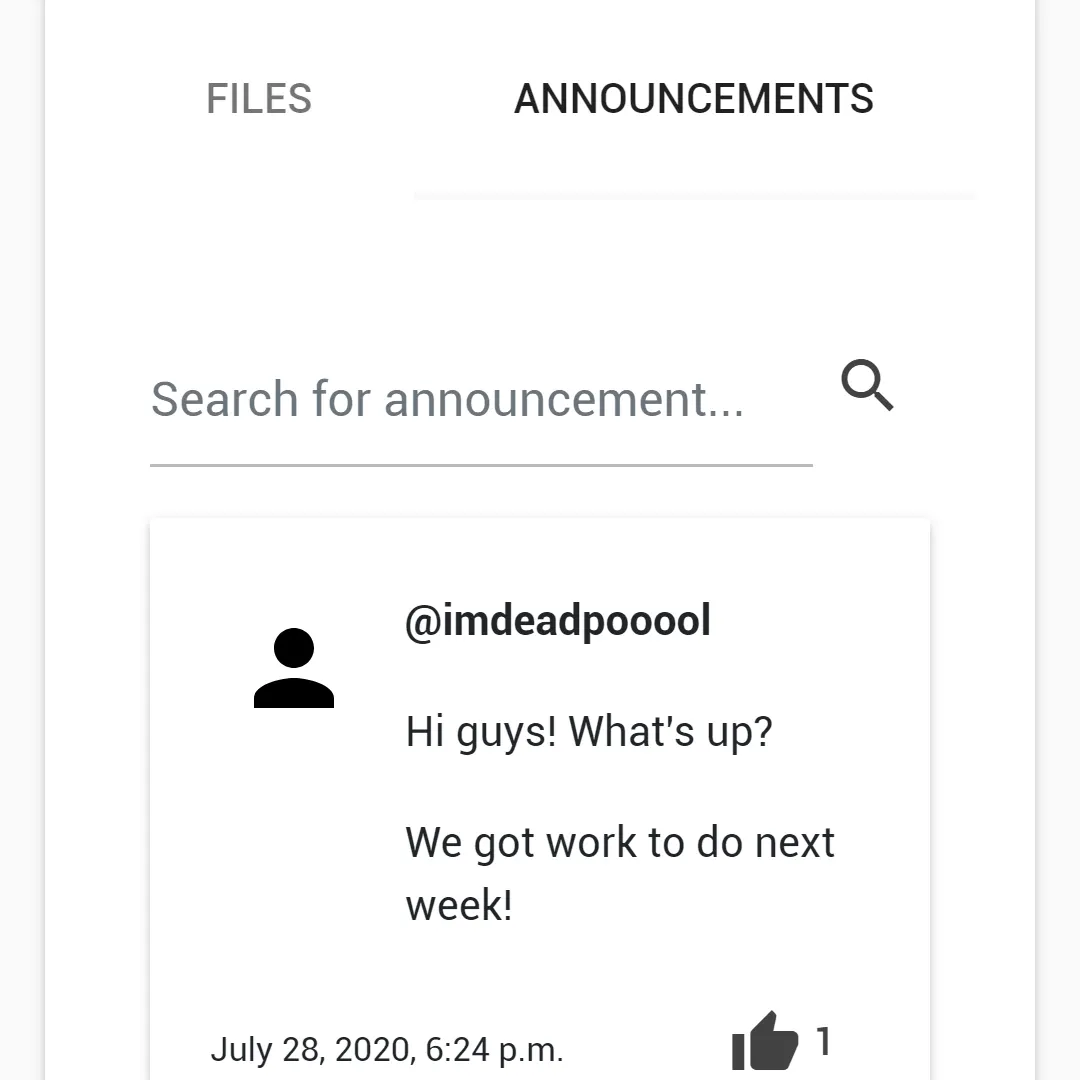 FILES ANNOUNCEMENTS
Search for announcement...
@imdeadpooool
Hi guys! What's up?
We got work to do next
week!
July 28, 2020, 6:24 p.m. 1